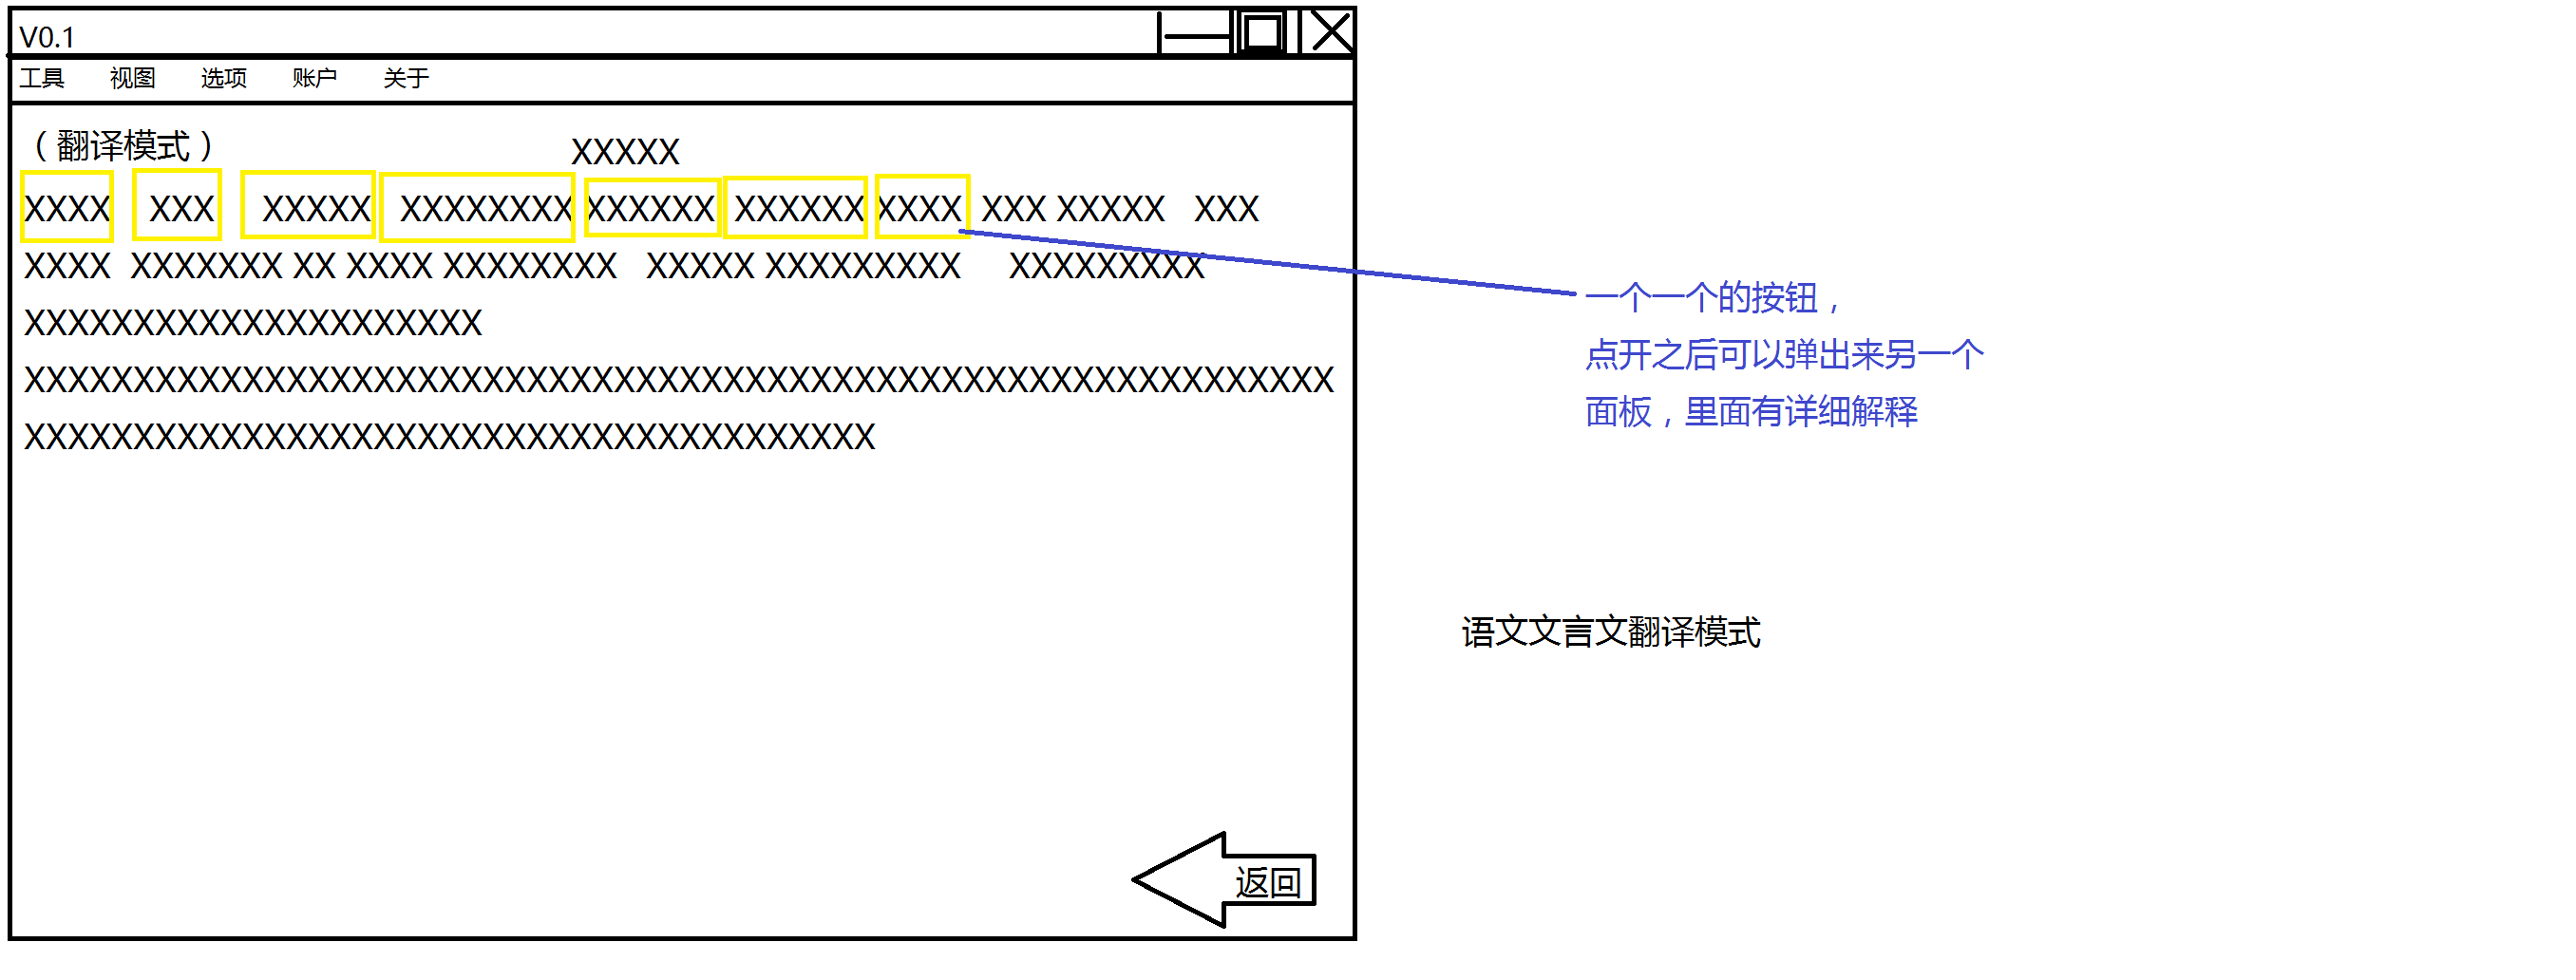 V0.1
工具 视图 选项 账户 关于
（翻译模式）
XXXXX
XXXX XXX XXXXX XXXXXXXX XXXXXX XXXXXX XXXX XXX XXXXX XXX
XXXX XXXXXXX XX XXXX XXXXXXXX XXXXX XXXXXXXXX XXXXXXXXX
XXXXXXXXXXXXXXXXXXXXX
XXXXXXXXXXXXXXXXXXXXXXXXXXXXXXXXXXXXXXXXXXXXXXXXXXXXXXXXXXXX
XXXXXXXXXXXXXXXXXXXXXXXXXXXXXXXXXXXXXXX
一个一个的按钮，
点开之后可以弹出来另一个
面板，里面有详细解释
语文文言文翻译模式
返回